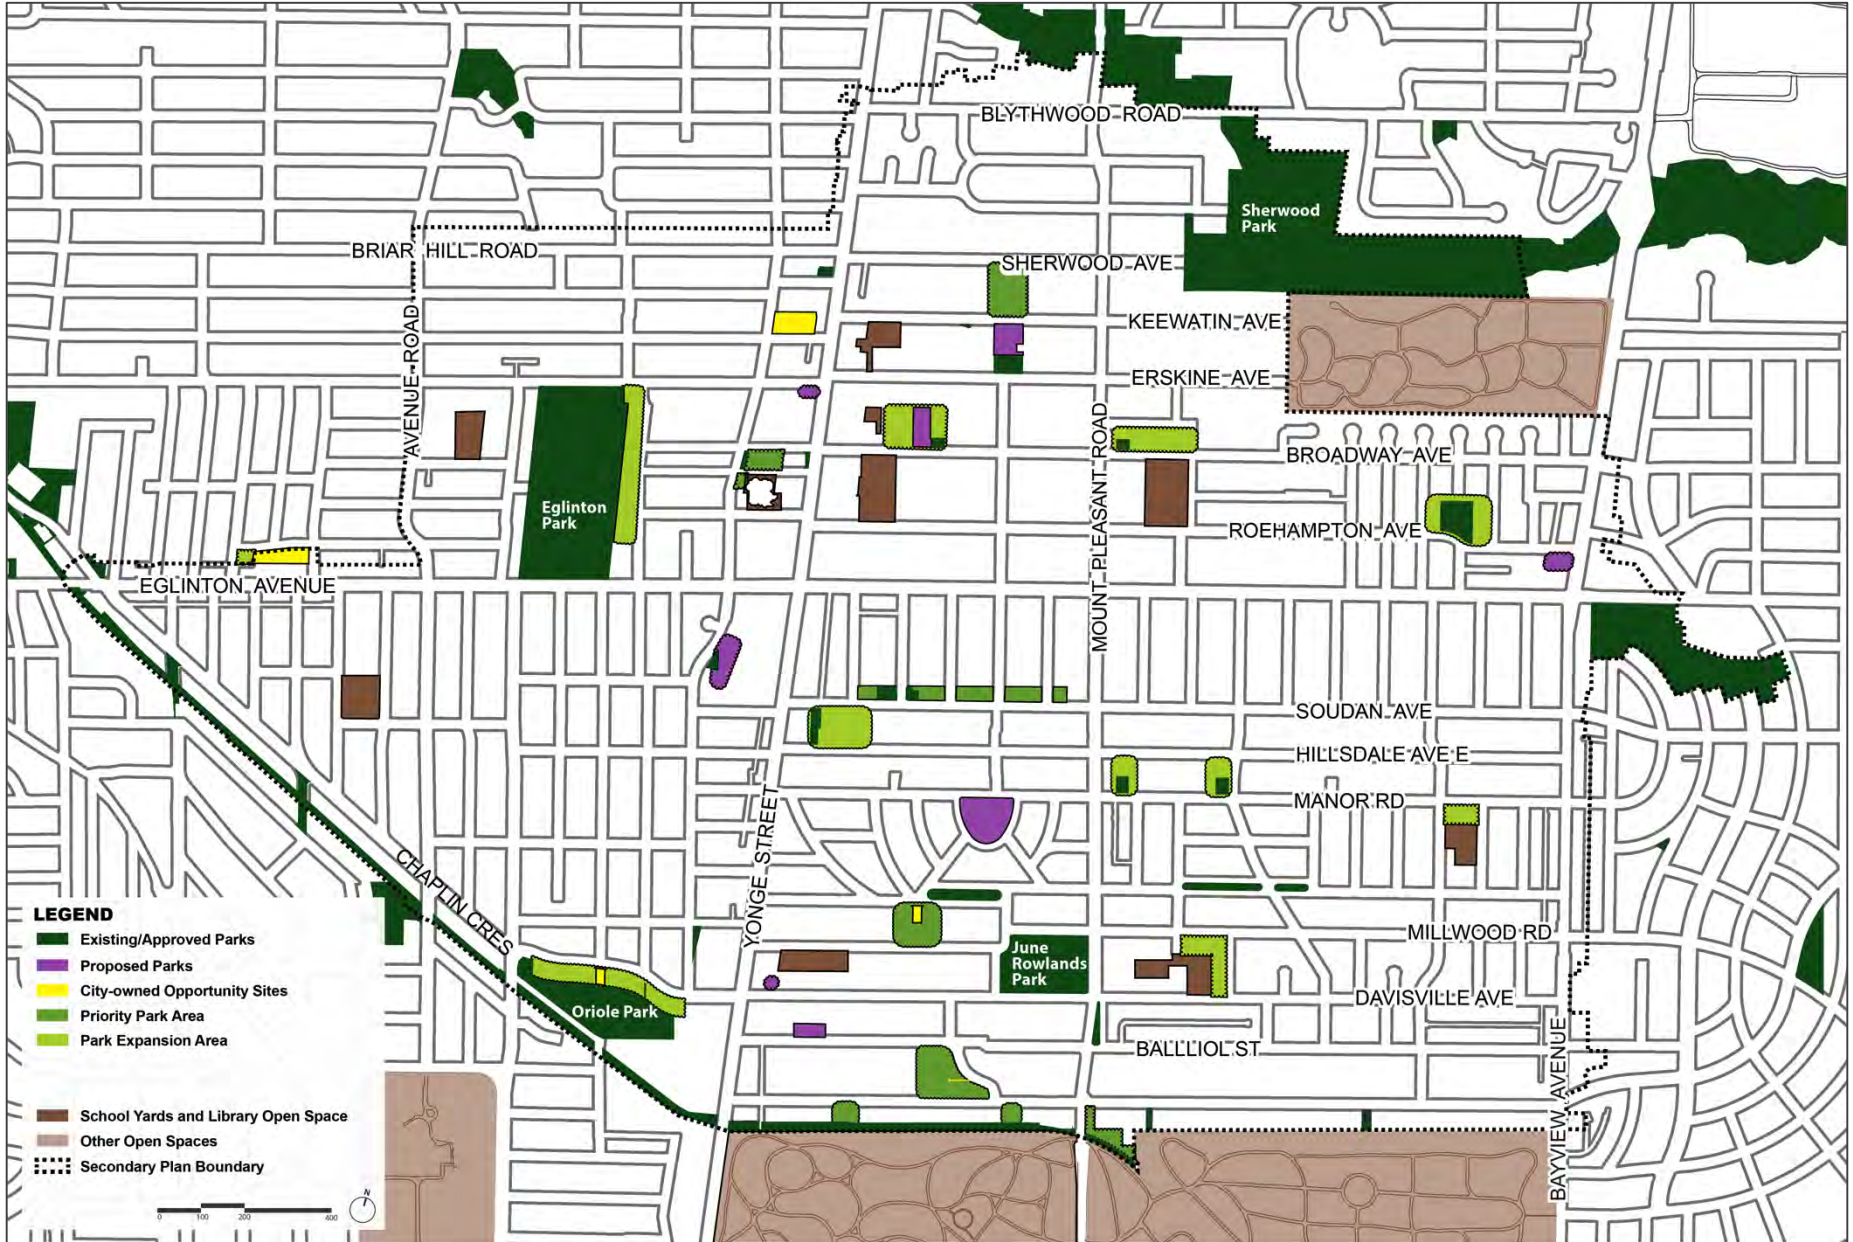 BLYTHWOOD ROAD
Sherwood
Park
BRIAR HILL ROAD
SHERWOOD AVE
KEEWATIN AVE
ERSKINE AVE
AVENUE ROAD
MOUNT PLEASANT ROAD
BROADWAY AVE
Eglinton
Park
ROEHAMPTON AVE
EGLINTON AVENUE
SOUDAN AVE
HILLSDALE AVE E
MANOR RD
YONGE STREET
CHAPLIN CRES
MILLWOOD RD
June
Rowlands
Park
DAVISVILLE AVE
Oriole Park
BALLLIOL ST
BAYVIEW AVENUE
LEGEND
Existing/Approved Parks
Proposed Parks
City-owned Opportunity Sites
Priority Park Area
Park Expansion Area
School Yards and Library Open Space
Other Open Spaces
Secondary Plan Boundary
N
0 100 200 400